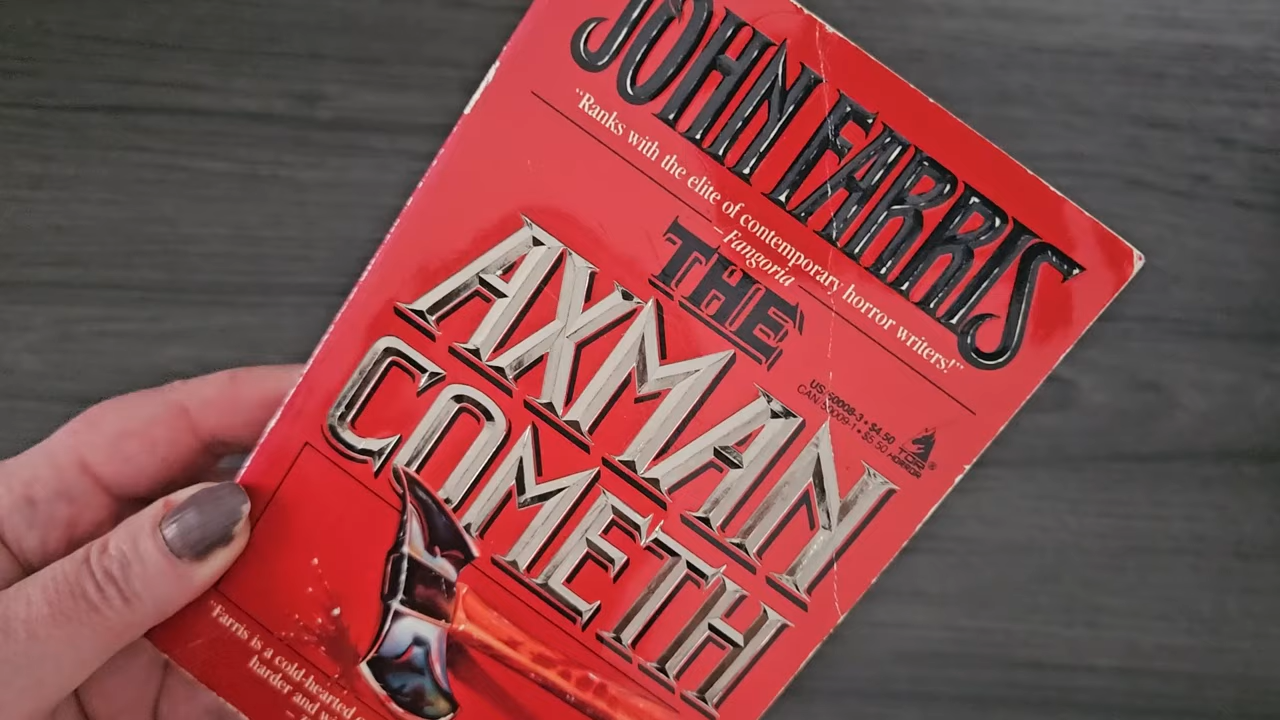 JOHN FARRIS
"Ranks with the elite of contemporary horror writers!"
– Fangoria
THE
AXMAN
COMETH
US 50008-3 • $4.50
CAN 50009-1 • $5.50
TOR®
HORROR
"Farris is a cold-hearted
harder and